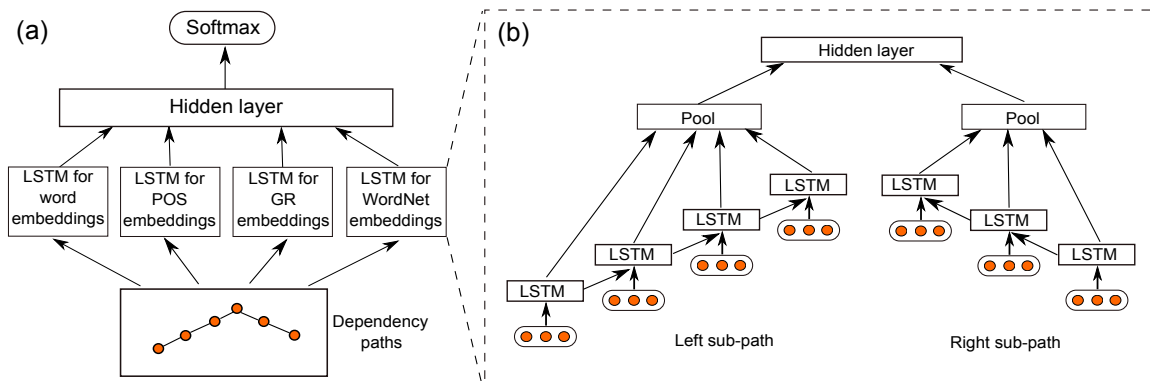 (a)
Softmax
Hidden layer
LSTM for
word
embeddings
LSTM for
POS
embeddings
LSTM for
GR
embeddings
LSTM for
WordNet
embeddings
Dependency
paths
(b)
Hidden layer
Pool
Pool
LSTM
LSTM
LSTM
LSTM
LSTM
LSTM
LSTM
Left sub-path
Right sub-path